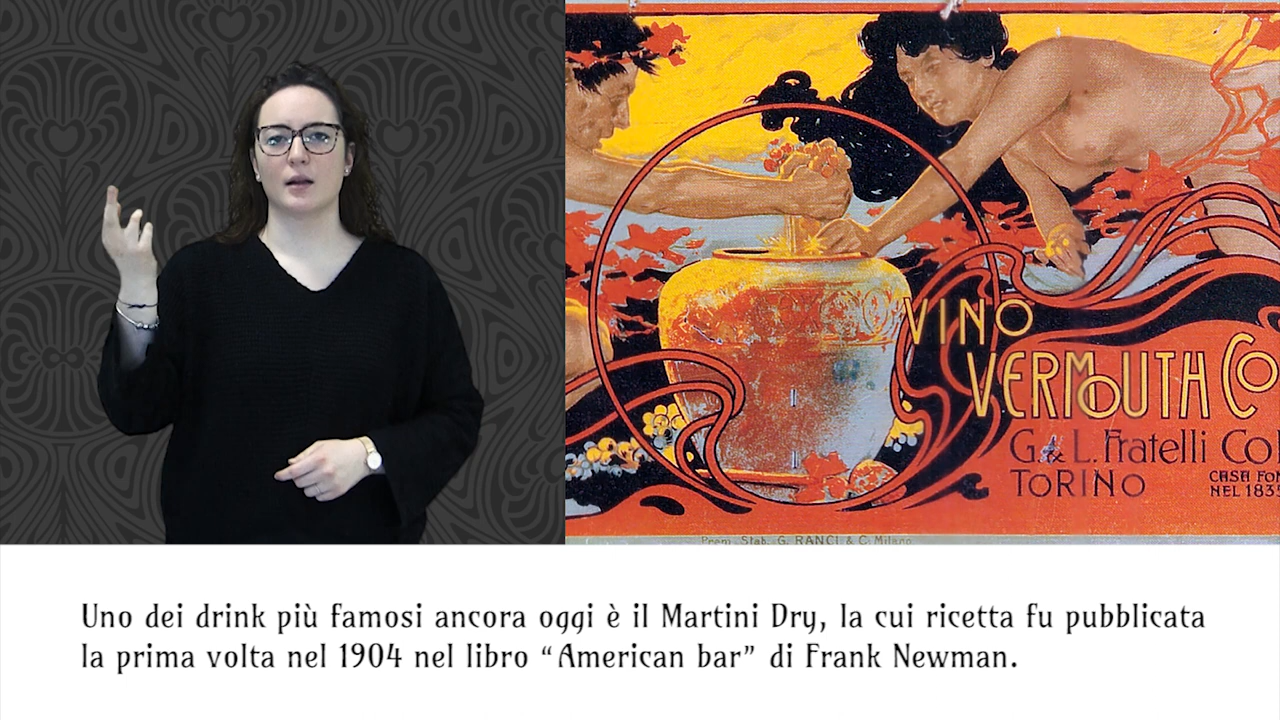 VINO
VERMOUTH CO
G. & L. Fratelli CO
TORINO
CASA FON
NEL 1835
Prem. Stab. G. RANCI & C. Milano
Uno dei drink più famosi ancora oggi è il Martini Dry, la cui ricetta fu pubblicata
la prima volta nel 1904 nel libro “American bar” di Frank Newman.